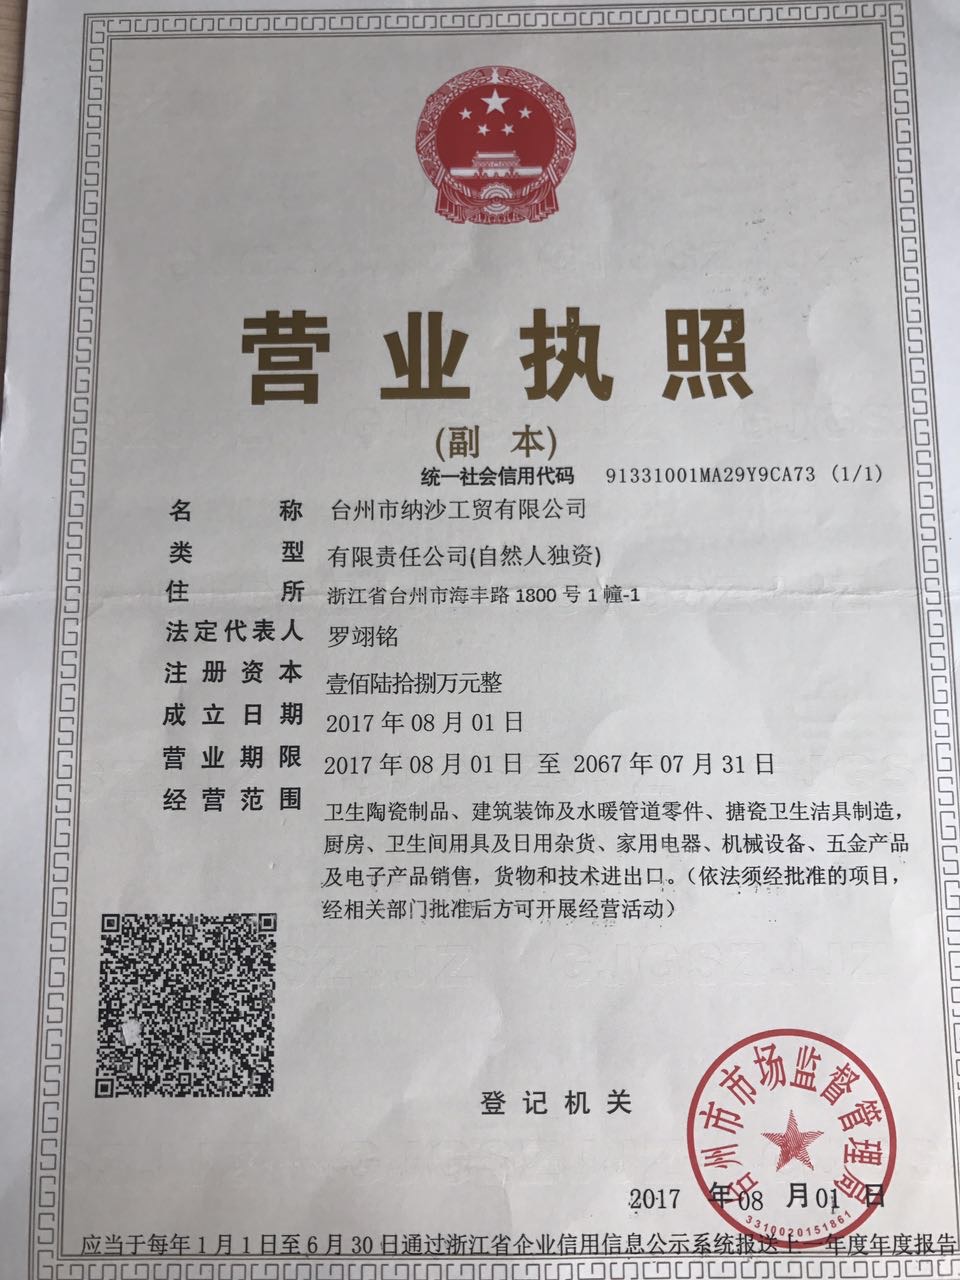 营业执照
(副 本)
统一社会信用代码 91331001MA29Y9CA73 (1/1)
名 称 台州市纳沙工贸有限公司
类 型 有限责任公司(自然人独资)
住 所 浙江省台州市海丰路1800号1幢-1
法定代表人 罗翊铭
注册资本 壹佰陆拾捌万元整
成立日期 2017年08月01日
营业期限 2017年08月01日 至 2067年07月31日
经营范围 卫生陶瓷制品、建筑装饰及水暖管道零件、搪瓷卫生洁具制造，
厨房、卫生间用具及日用杂货、家用电器、机械设备、五金产品
及电子产品销售，货物和技术进出口。（依法须经批准的项目，
经相关部门批准后方可开展经营活动）
登记机关
台州市市场监督管理局
2017 年 08 月 01 日
3310020151861
应当于每年1月1日至6月30日通过浙江省企业信用信息公示系统报送上一年度年度报告